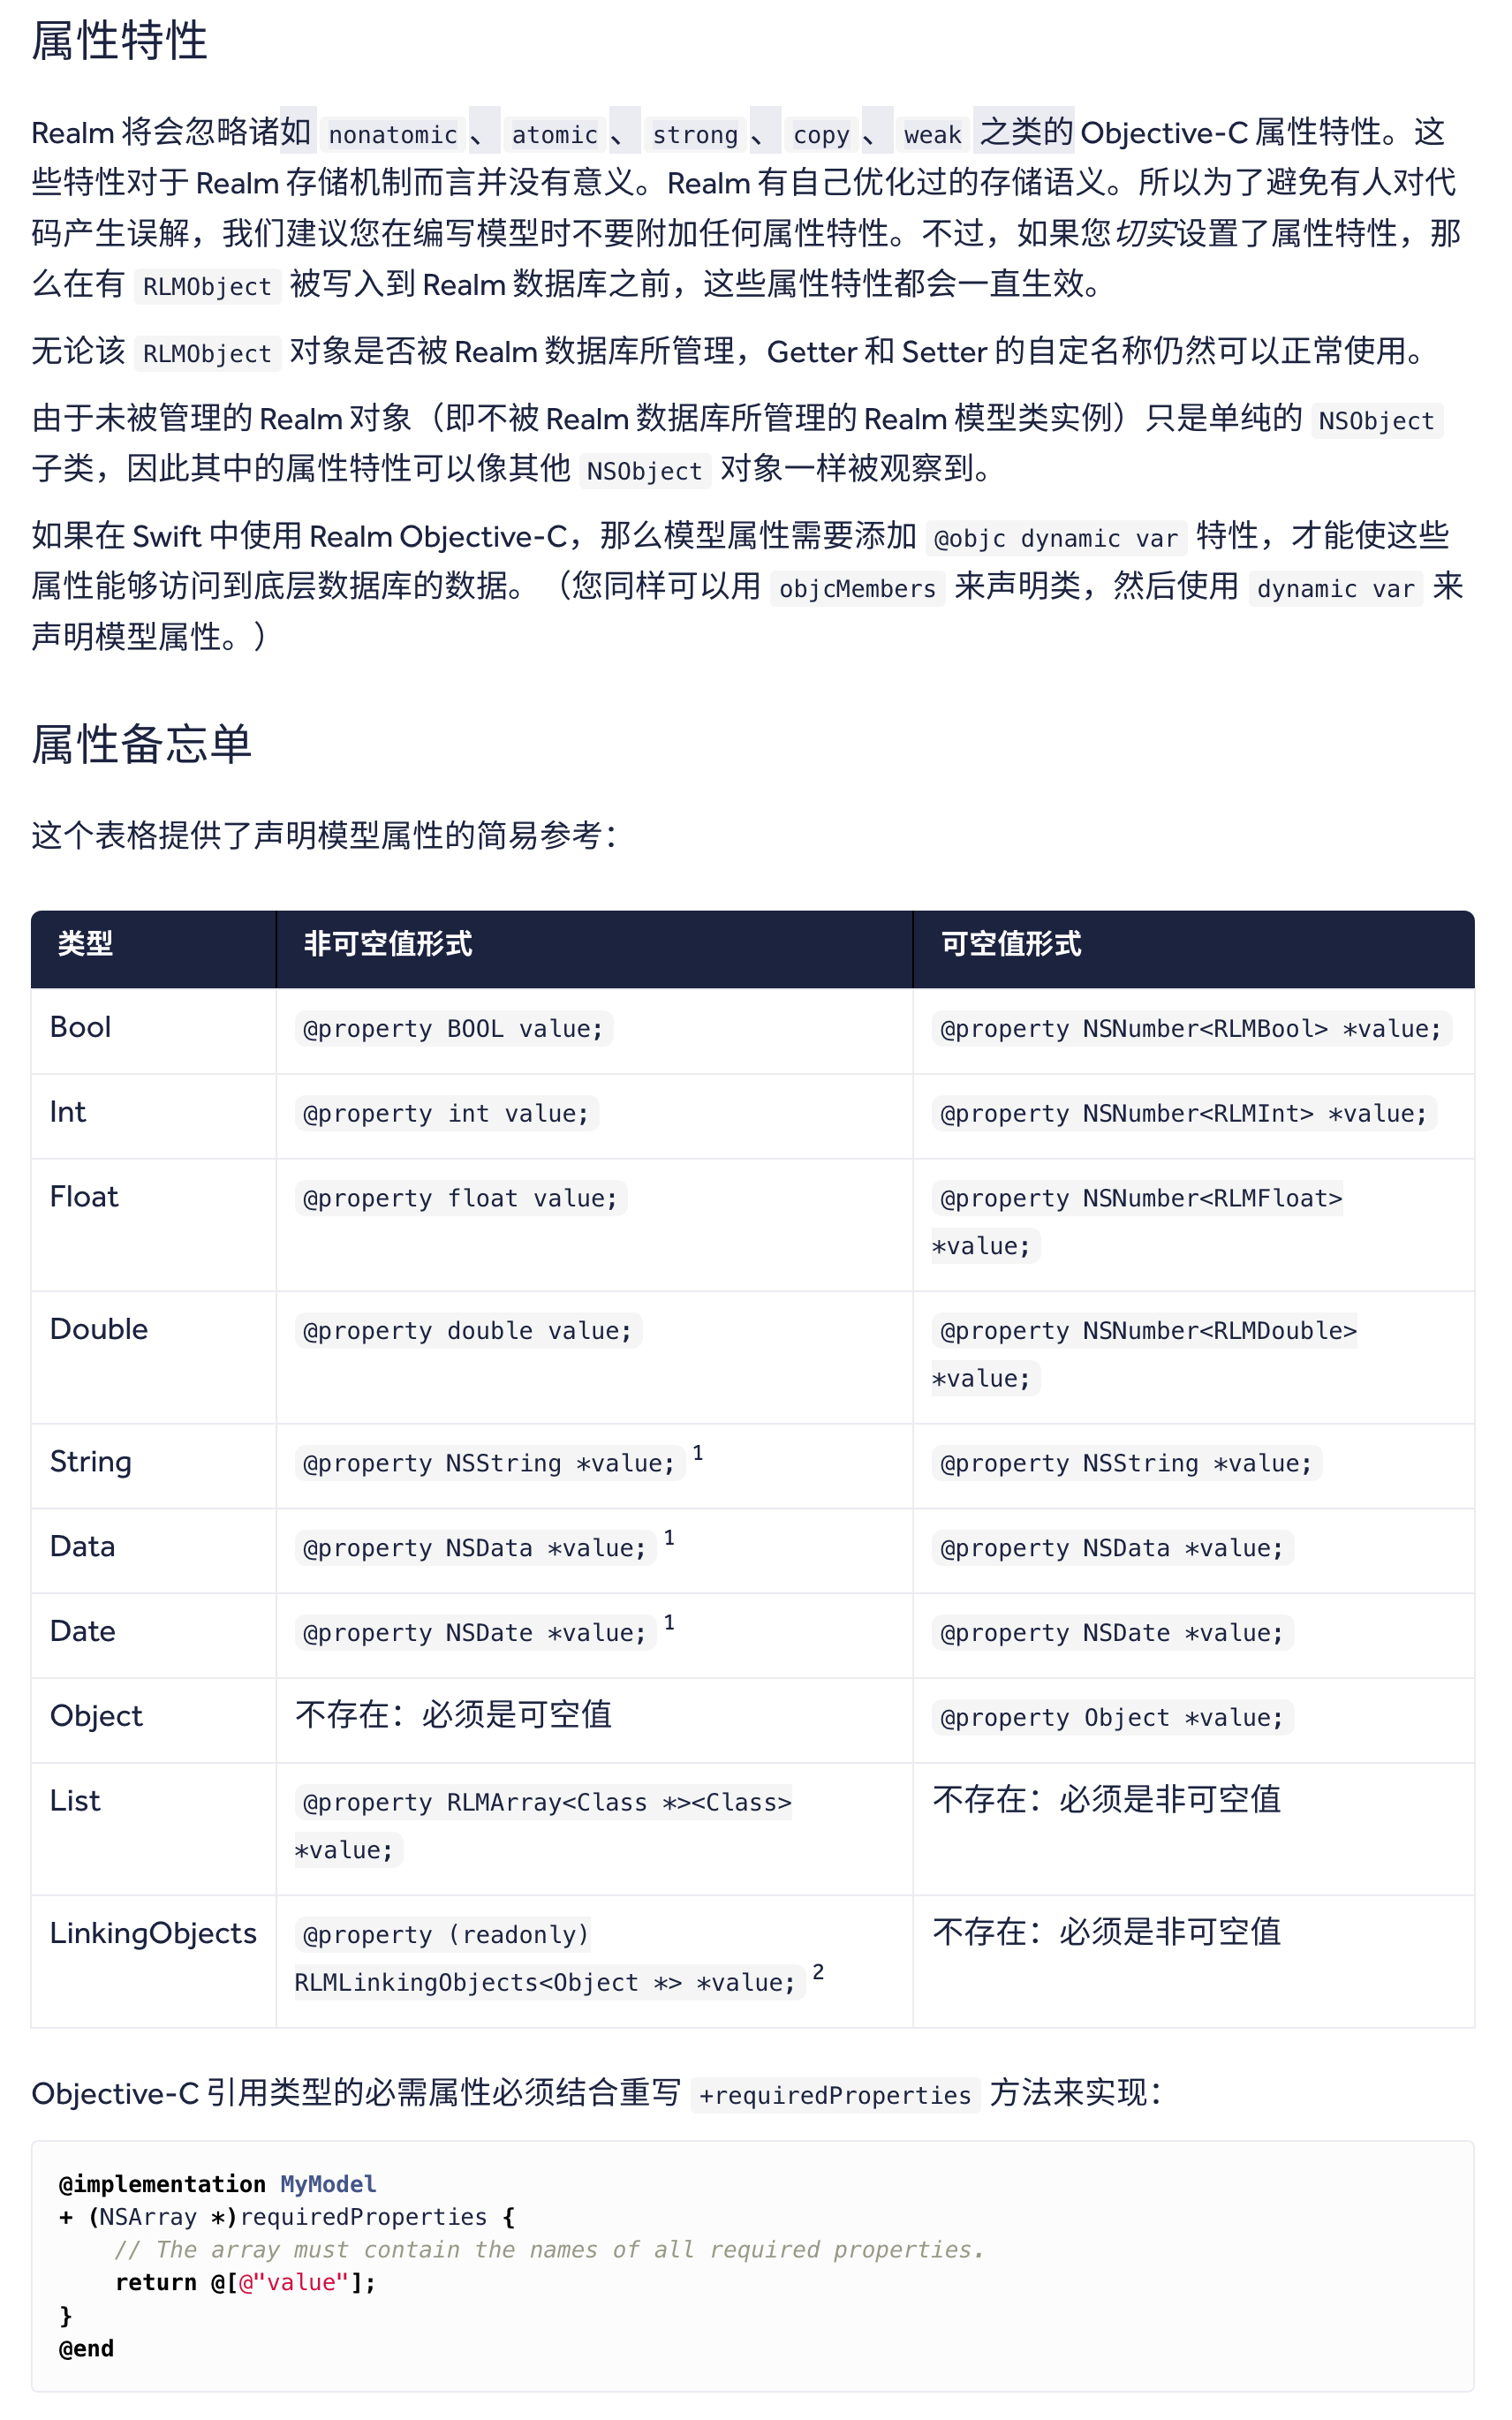 属性特性
Realm 将会忽略诸如 nonatomic 、 atomic 、 strong 、 copy 、 weak 之类的 Objective-C 属性特性。这
些特性对于 Realm 存储机制而言并没有意义。Realm 有自己优化过的存储语义。所以为了避免有人对代
码产生误解，我们建议您在编写模型时不要附加任何属性特性。不过，如果您切实设置了属性特性，那
么在有 RLMObject 被写入到 Realm 数据库之前，这些属性特性都会一直生效。
无论该 RLMObject 对象是否被 Realm 数据库所管理，Getter 和 Setter 的自定名称仍然可以正常使用。
由于未被管理的 Realm 对象（即不被 Realm 数据库所管理的 Realm 模型类实例）只是单纯的 NSObject
子类，因此其中的属性特性可以像其他 NSObject 对象一样被观察到。
如果在 Swift 中使用 Realm Objective-C，那么模型属性需要添加 @objc dynamic var 特性，才能使这些
属性能够访问到底层数据库的数据。（您同样可以用 objcMembers 来声明类，然后使用 dynamic var 来
声明模型属性。）
属性备忘单
这个表格提供了声明模型属性的简易参考：
类型 非可空值形式 可空值形式
Bool @property BOOL value; @property NSNumber<RLMBool> *value;
Int @property int value; @property NSNumber<RLMInt> *value;
Float @property float value; @property NSNumber<RLMFloat>
*value;
Double @property double value; @property NSNumber<RLMDouble>
*value;
String @property NSString *value; 1 @property NSString *value;
Data @property NSData *value; 1 @property NSData *value;
Date @property NSDate *value; 1 @property NSDate *value;
Object 不存在：必须是可空值 @property Object *value;
List @property RLMArray<Class *><Class> 不存在：必须是非可空值
*value;
LinkingObjects @property (readonly) 不存在：必须是非可空值
RLMLinkingObjects<Object *> *value; 2
Objective-C 引用类型的必需属性必须结合重写 +requiredProperties 方法来实现：
@implementation MyModel
+ (NSArray *)requiredProperties {
    // The array must contain the names of all required properties.
    return @[@"value"];
}
@end